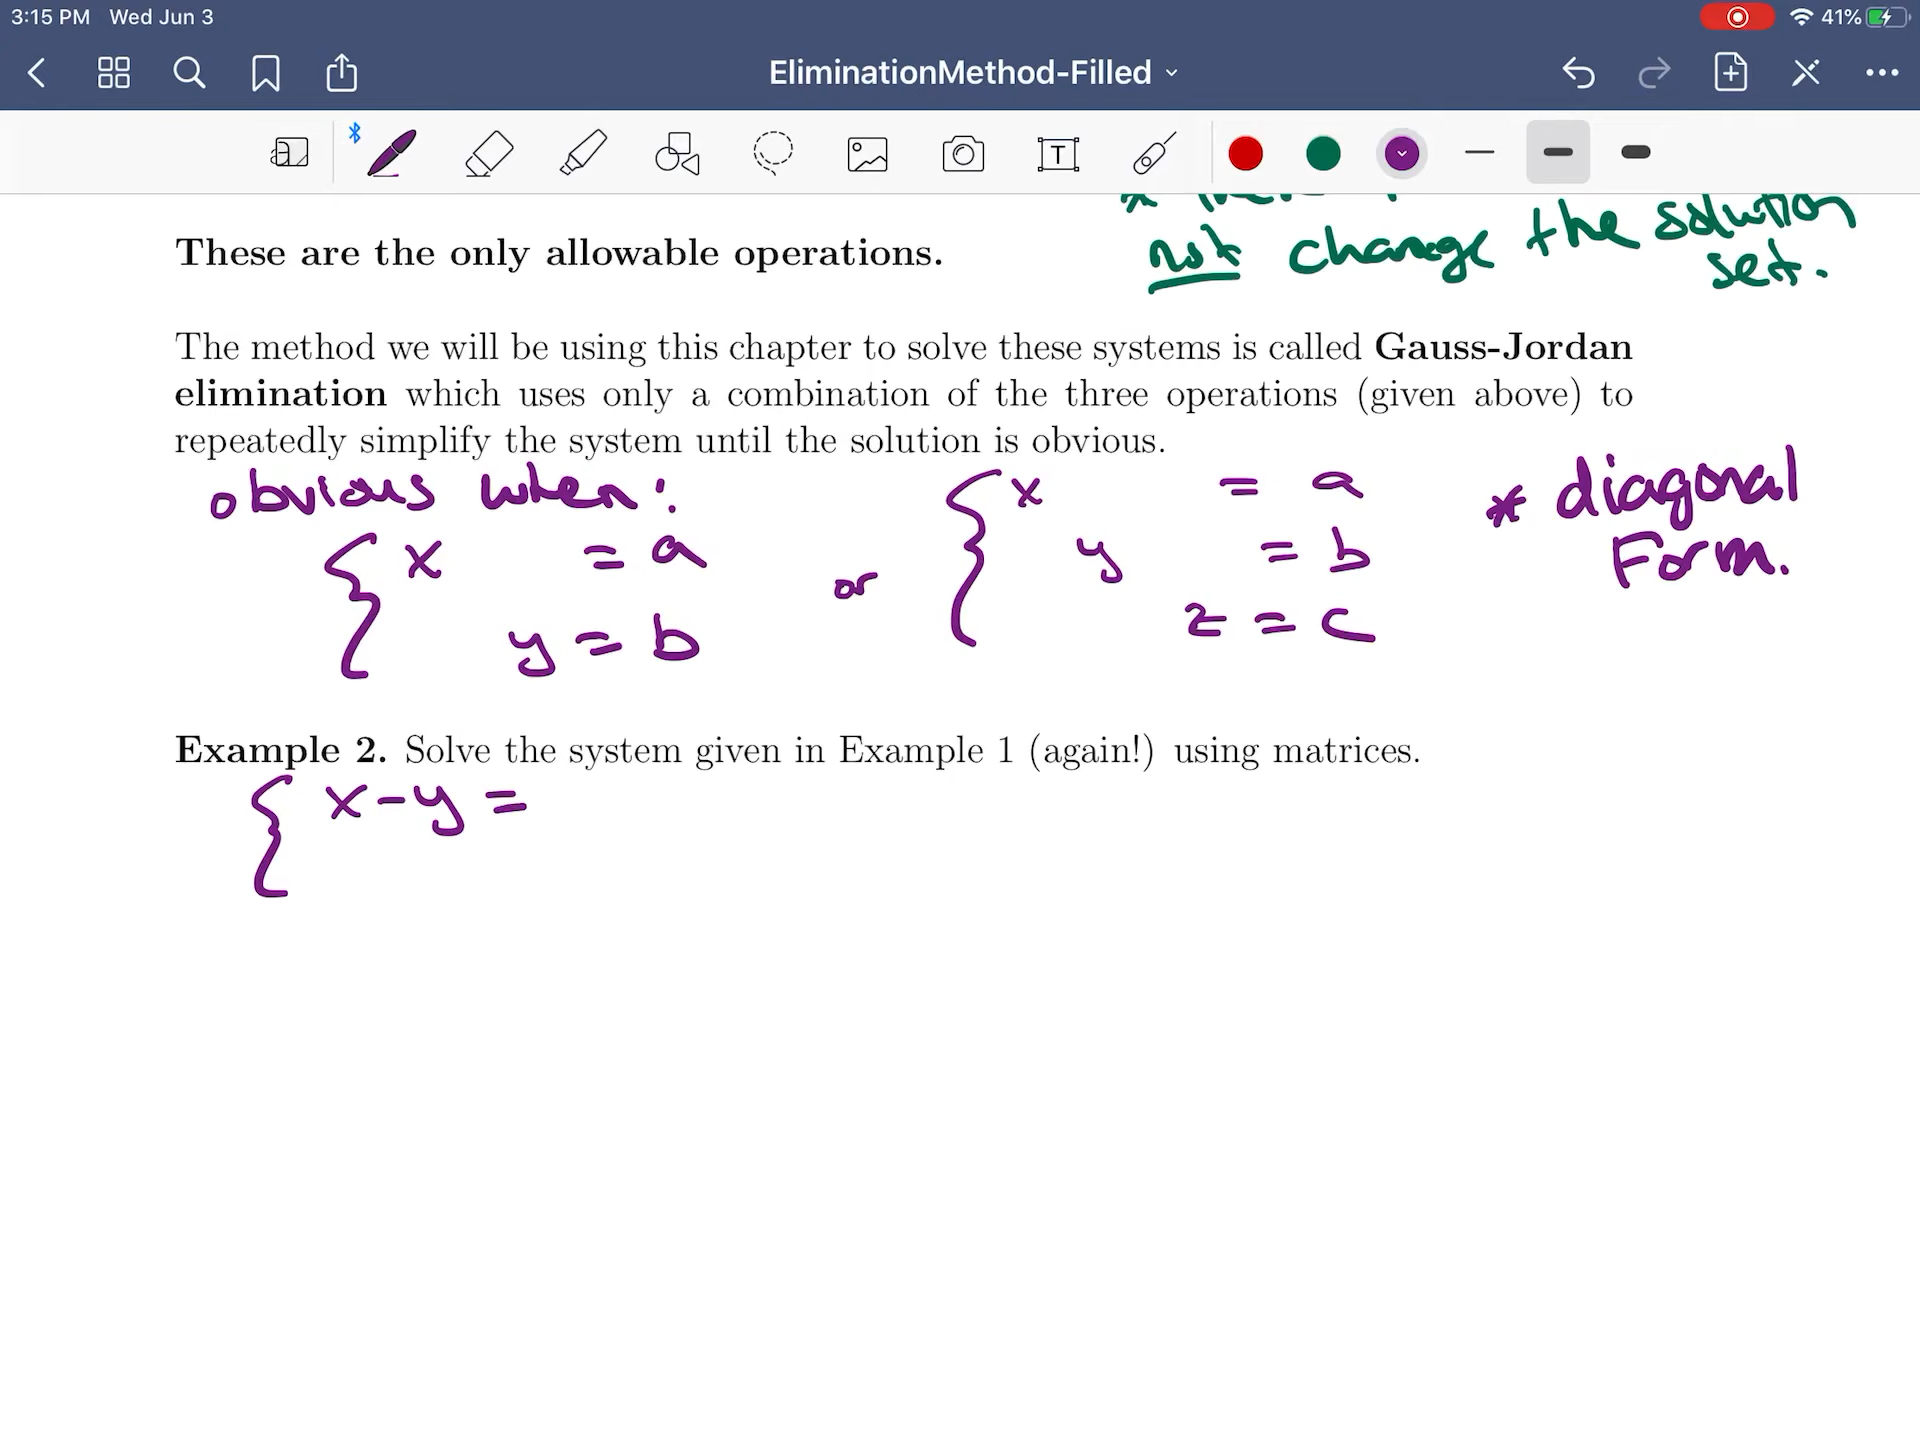 3:15 PM Wed Jun 3
41%
EliminationMethod-Filled
T
not change the solution
set.
These are the only allowable operations.
The method we will be using this chapter to solve these systems is called Gauss-Jordan
elimination which uses only a combination of the three operations (given above) to
repeatedly simplify the system until the solution is obvious.
obvious when:
{ x = a
y = b
or
{ x = a
y = b
z = c
* diagonal
Form.
Example 2. Solve the system given in Example 1 (again!) using matrices.
{ x - y =